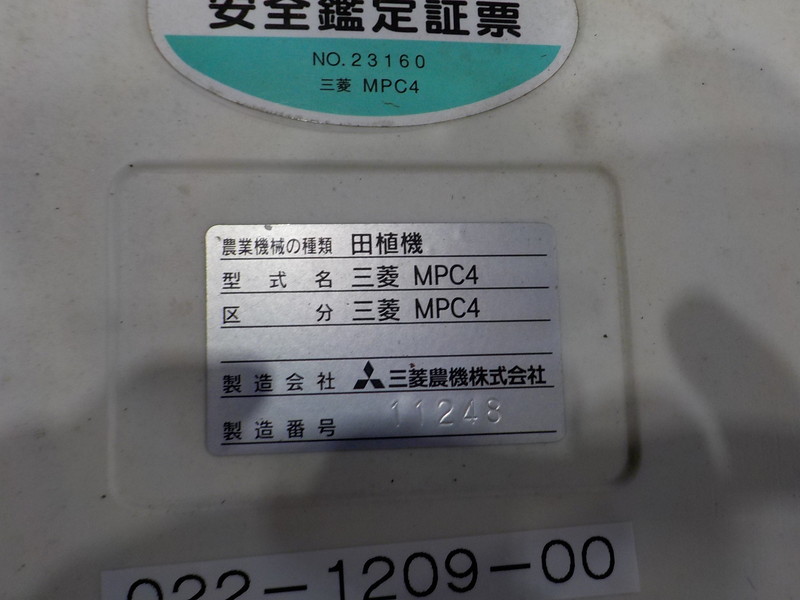 安全鑑定証票
NO.23160
三菱 MPC4
農業機械の種類 田植機
型式名 三菱 MPC4
区分 三菱 MPC4
製造会社 三菱農機株式会社
製造番号 11248
022-1209-00